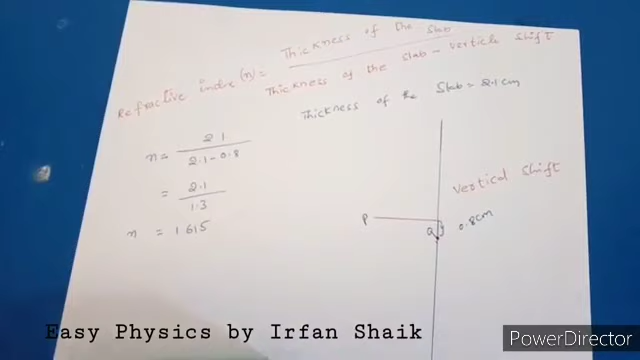 Refractive index (n) = Thickness of the slab
Thickness of the slab - verticle shift
Thickness of the slab = 2.1 cm
n = 2.1
2.1 - 0.8
= 2.1
1.3
n = 1.615
vertical shift
P
Q
0.8cm
Easy Physics by Irfan Shaik
PowerDirector